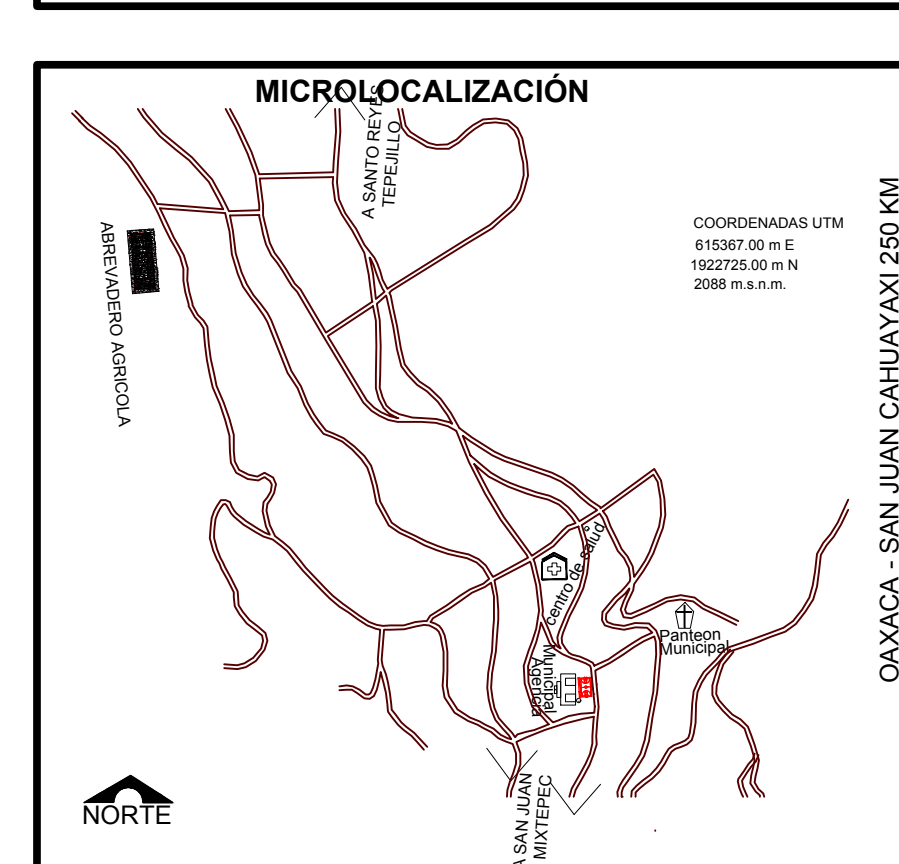 MICROLOCALIZACIÓN
A SANTO REYES
TEPEJILLO
COORDENADAS UTM
615367.00 m E
1922725.00 m N
2088 m.s.n.m.
OAXACA - SAN JUAN CAHUAYAXI 250 KM
ABREVADERO AGRICOLA
centro de salud
Panteon
Municipal
Agencia
Municipal
NORTE
A SAN JUAN
MIXTEPEC